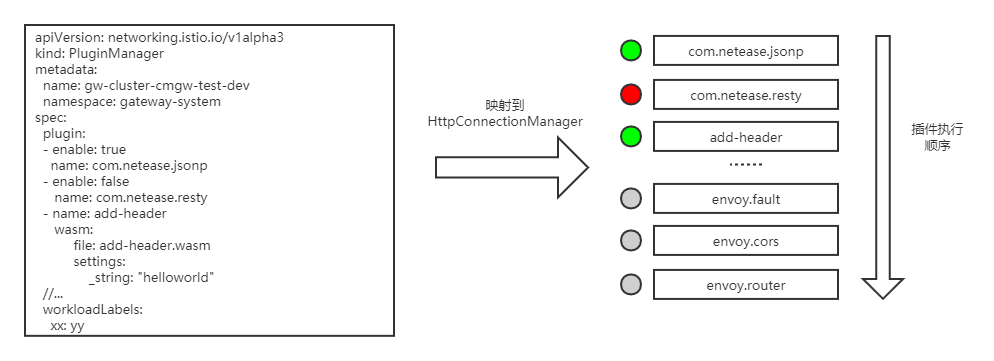 apiVersion: networking.istio.io/v1alpha3
kind: PluginManager
metadata:
  name: gw-cluster-cmgw-test-dev
  namespace: gateway-system
spec:
  plugin:
  - enable: true
    name: com.netease.jsonp
  - enable: false
     name: com.netease.resty
  - name: add-header
     wasm:
          file: add-header.wasm
          settings:
              _string: "helloworld"
  //...
  workloadLabels:
    xx: yy
映射到
HttpConnectionManager
com.netease.jsonp
com.netease.resty
add-header
······
envoy.fault
envoy.cors
envoy.router
插件执行
顺序